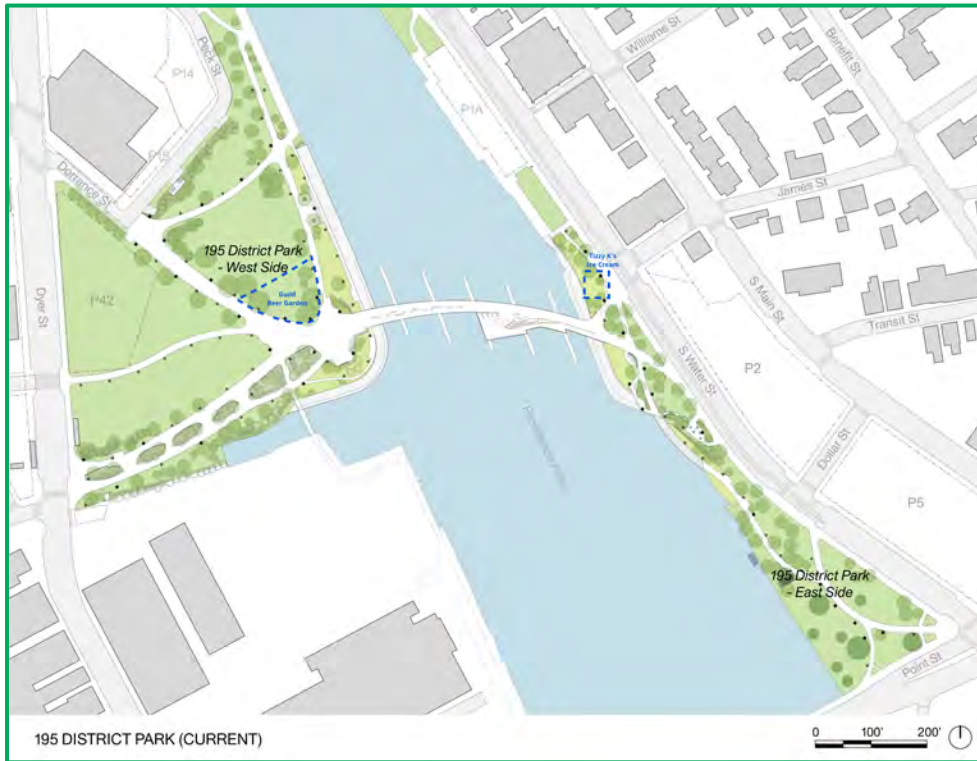 Peck St
P14
P15
Dorrance St
195 District Park
- West Side
Guild
Beer Garden
P42
Dyer St
P1A
Williams St
Benefit St
James St
Tizzy K's
Ice Cream
S Main St
Transit St
S Water St
P2
Dollar St
P5
195 District Park
- East Side
Point St
195 DISTRICT PARK (CURRENT)
0 100' 200'